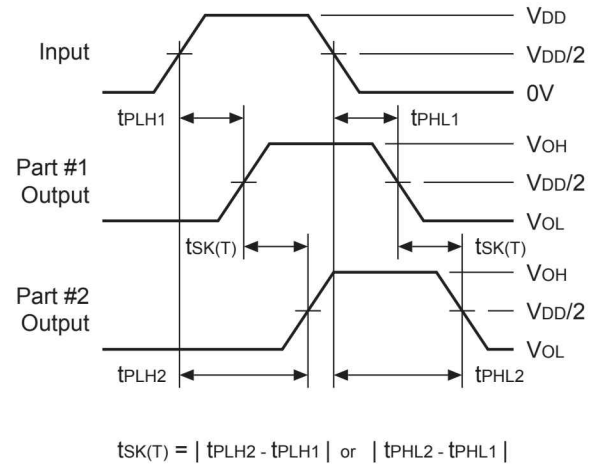 VDD
Input
VDD/2
0V
tPLH1
tPHL1
VOH
Part #1
Output
VDD/2
VOL
tSK(T)
tSK(T)
VOH
Part #2
Output
VDD/2
VOL
tPLH2
tPHL2
tSK(T) = | tPLH2 - tPLH1 | or | tPHL2 - tPHL1 |